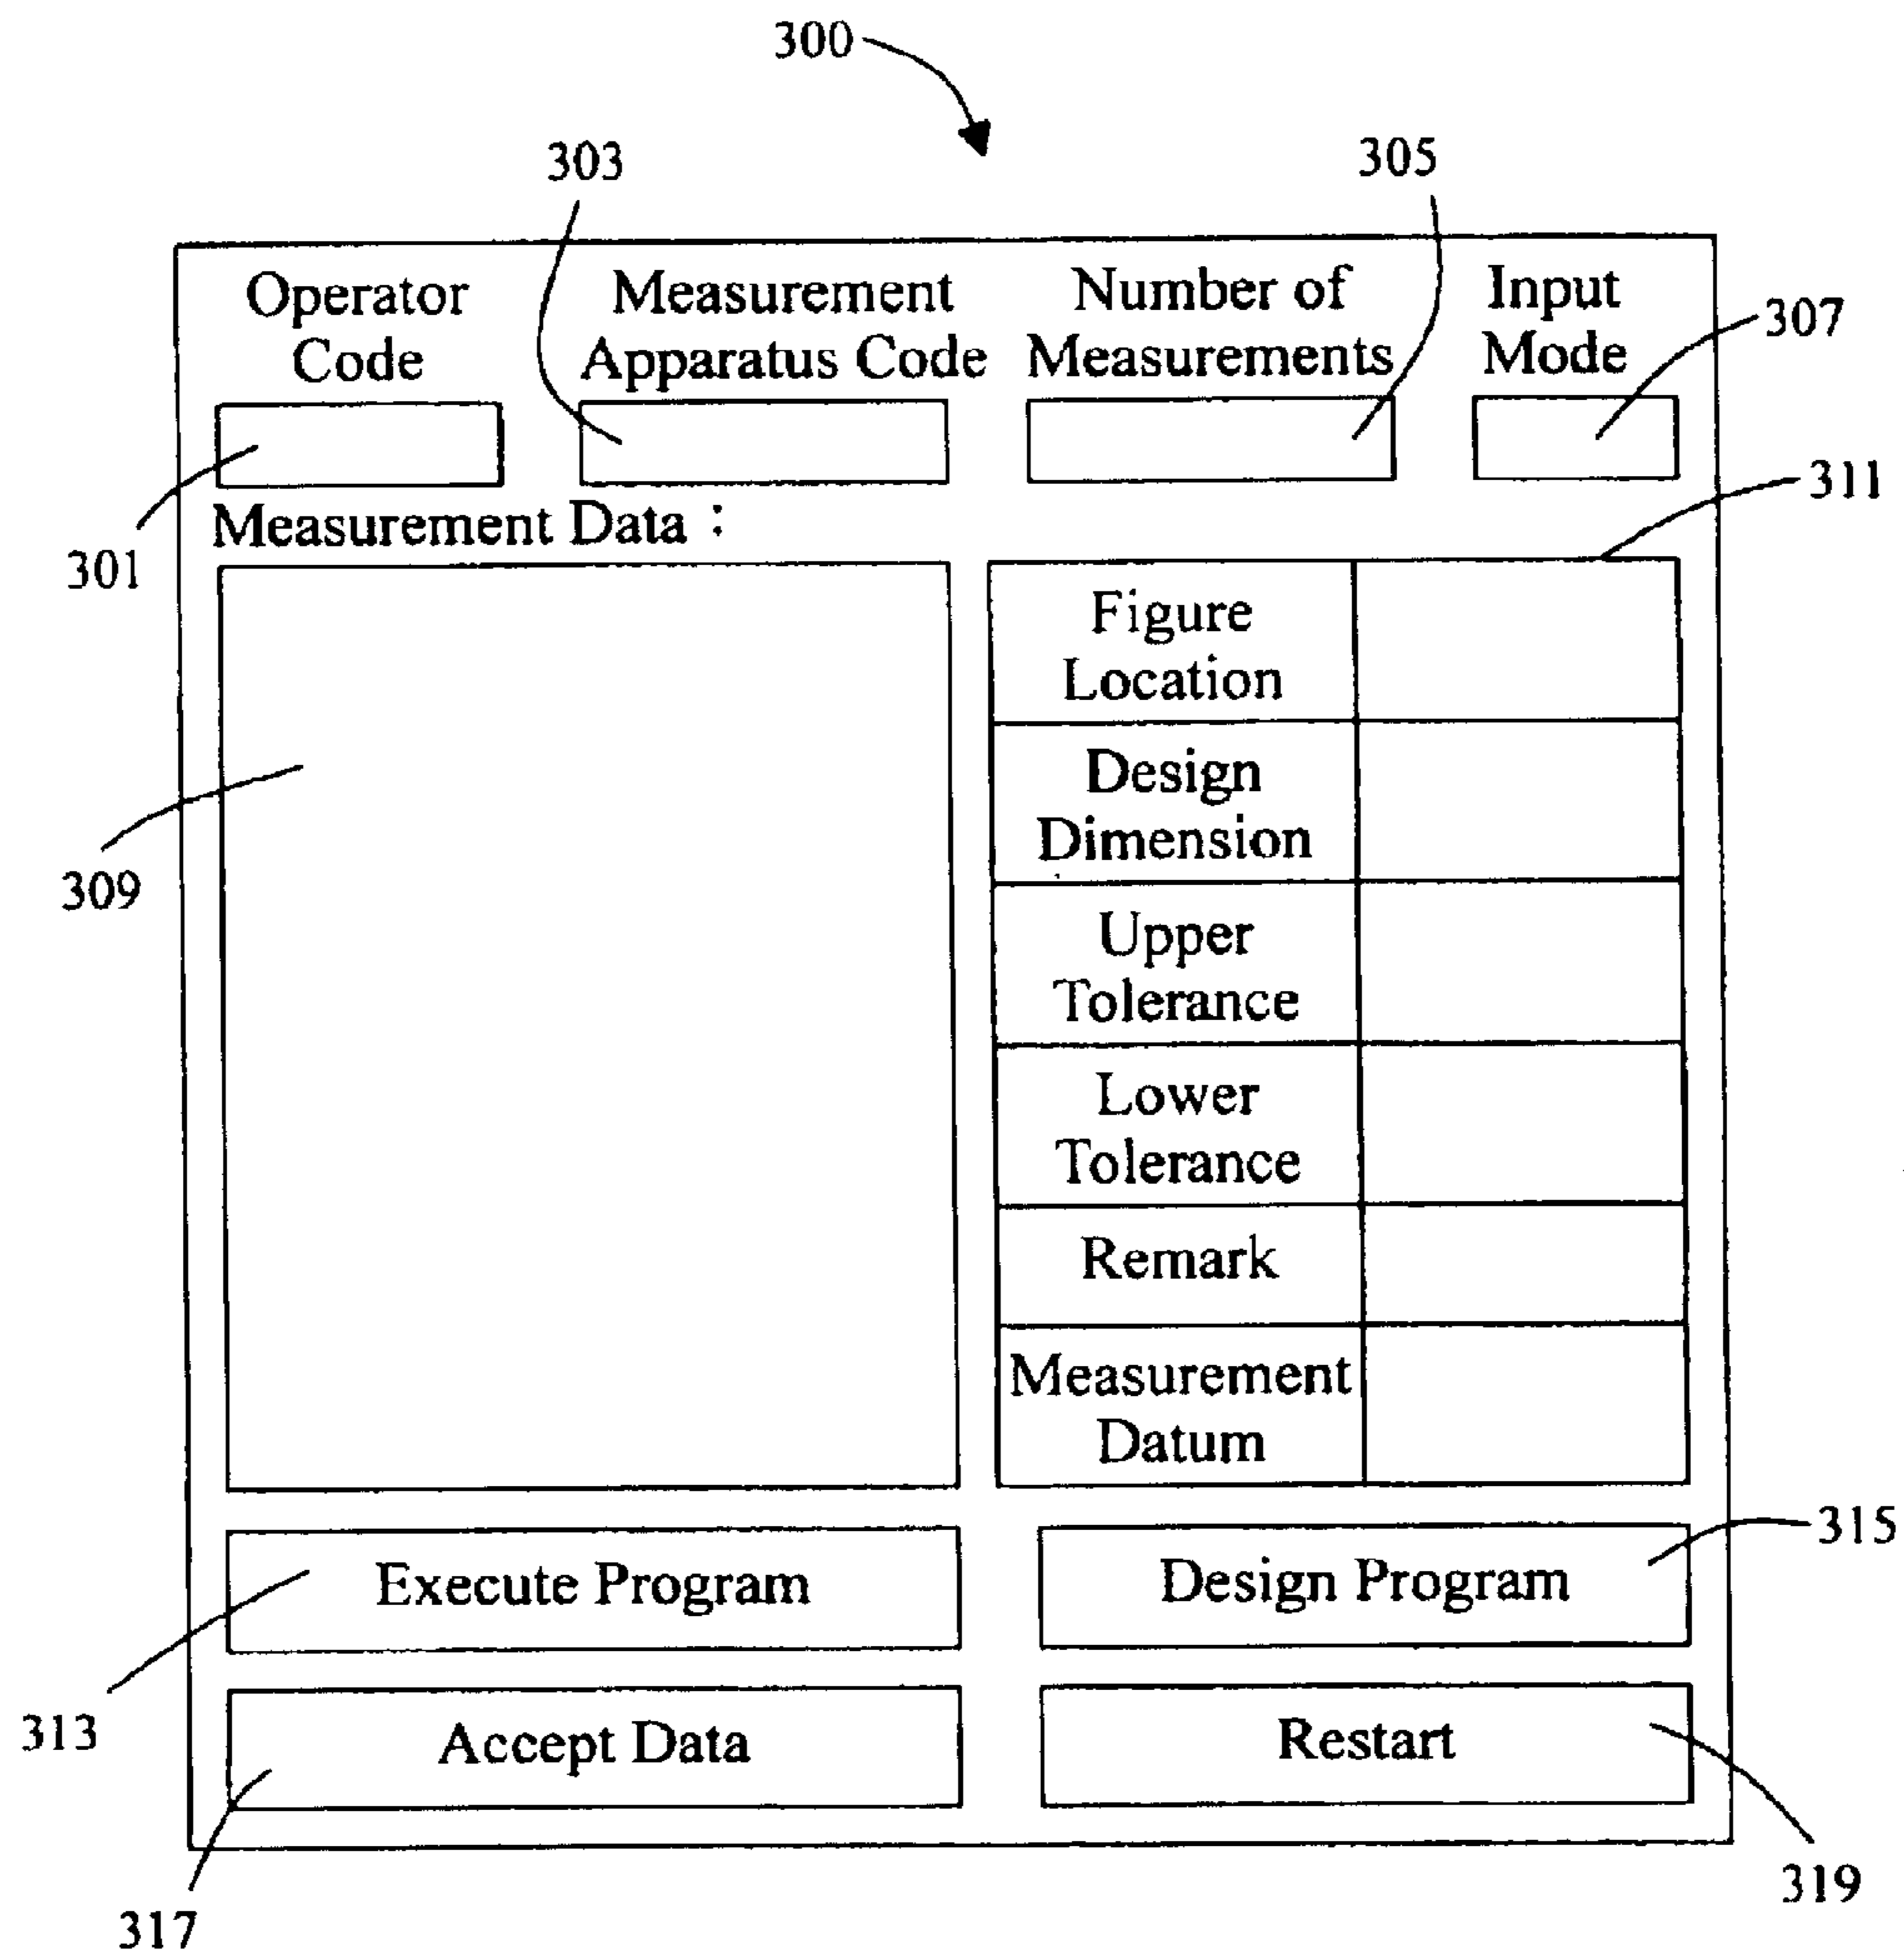 300
303
305
Operator Code
Measurement Apparatus Code
Number of Measurements
Input Mode
307
311
Measurement Data :
301
Figure
Location
Design
Dimension
309
Upper
Tolerance
Lower
Tolerance
Remark
Measurement
Datum
315
Execute Program
Design Program
313
Accept Data
Restart
319
317